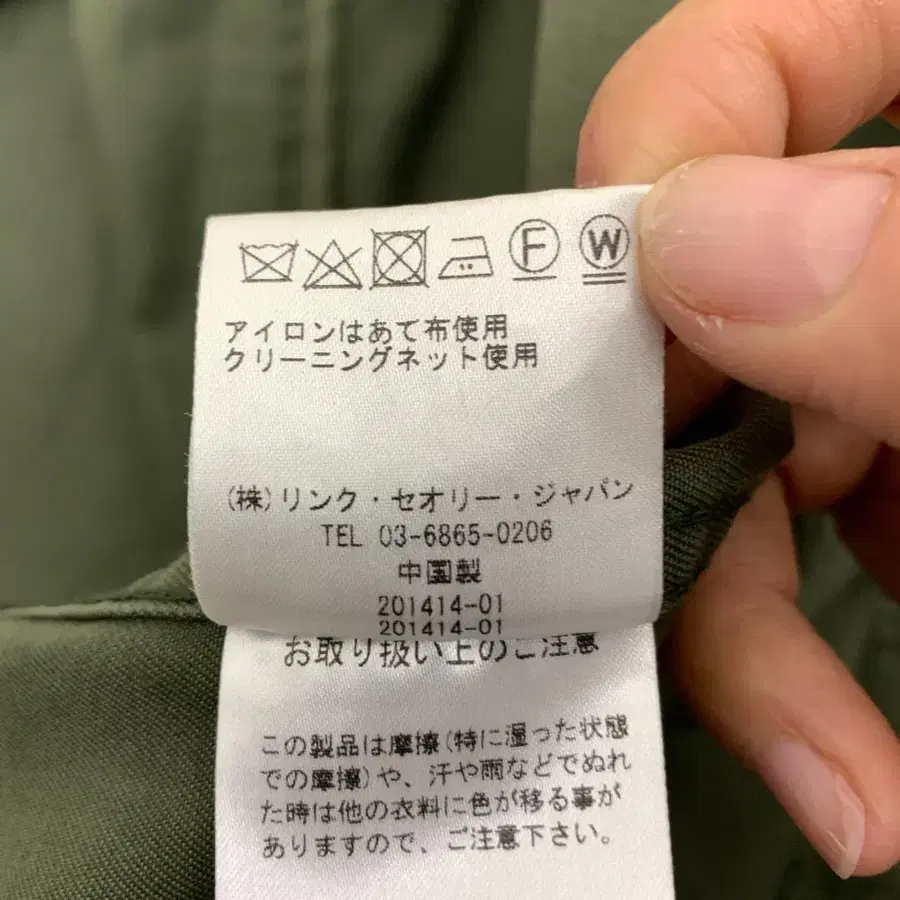 F W
アイロンはあて布使用
クリーニングネット使用
(株)リンク・セオリー・ジャパン
TEL 03-6865-0206
中国製
201414-01
201414-01
お取り扱い上のご注意
この製品は摩擦(特に湿った状態
での摩擦)や、汗や雨などでぬれ
た時は他の衣料に色が移る事が
ありますので、ご注意下さい。